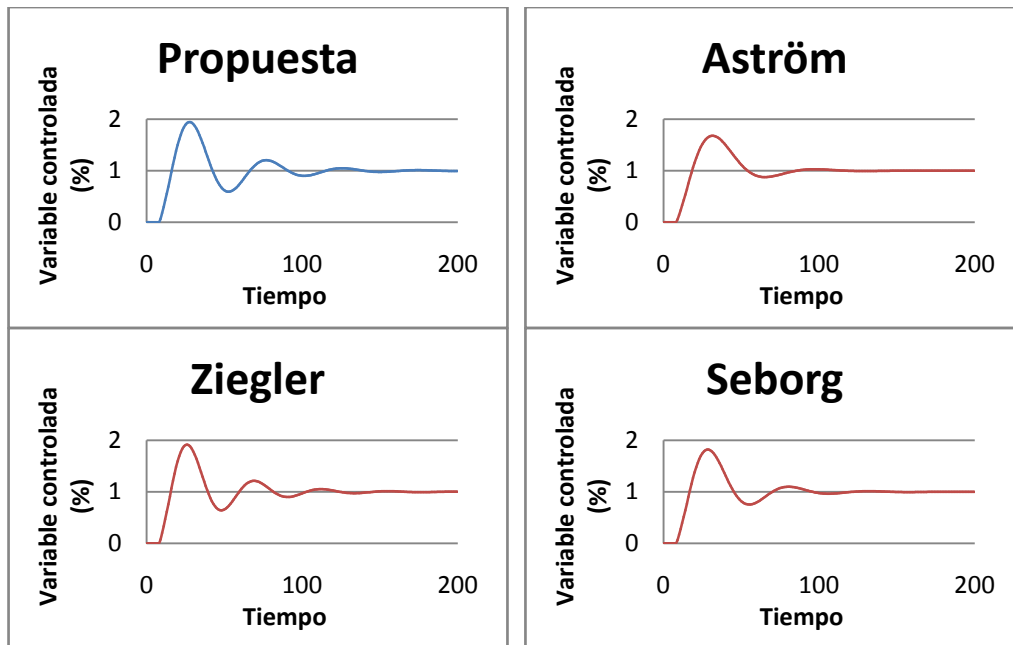 Propuesta
Variable controlada
(%)
2
1
0
0
100
200
Tiempo
Aström
Variable controlada
(%)
2
1
0
0
100
200
Tiempo
Ziegler
Variable controlada
(%)
2
1
0
0
100
200
Tiempo
Seborg
Variable controlada
(%)
2
1
0
0
100
200
Tiempo